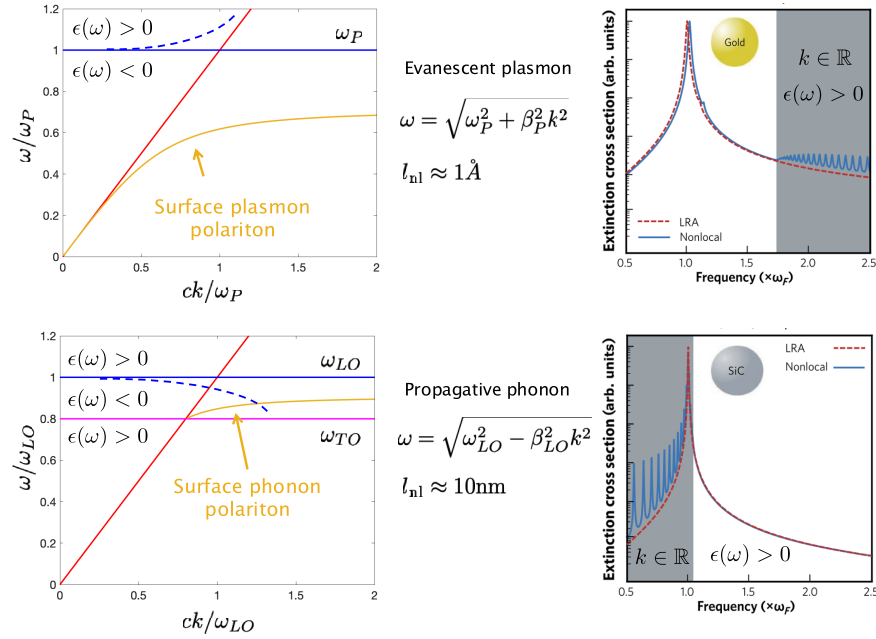 1.2
1
0.8
0.6
0.4
0.2
0
0
0.5
1
1.5
2
ω/ω_P
ck/ω_P
ϵ(ω) > 0
ϵ(ω) < 0
ω_P
Surface plasmon
polariton
Evanescent plasmon
ω = √(ω_P^2 + β_P^2 k^2)
l_nl ≈ 1Å
Extinction cross section (arb. units)
Gold
k ∈ ℝ
ϵ(ω) > 0
LRA
Nonlocal
0.5
1.0
1.5
2.0
2.5
Frequency (×ω_F)
1.2
1
0.8
0.6
0.4
0.2
0
0
0.5
1
1.5
2
ω/ω_LO
ck/ω_LO
ϵ(ω) > 0
ω_LO
ϵ(ω) < 0
ϵ(ω) > 0
ω_TO
Surface phonon
polariton
Propagative phonon
ω = √(ω_LO^2 − β_LO^2 k^2)
l_nl ≈ 10nm
Extinction cross section (arb. units)
SiC
LRA
Nonlocal
k ∈ ℝ
ϵ(ω) > 0
0.5
1.0
1.5
2.0
2.5
Frequency (×ω_F)